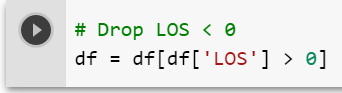 # Drop LOS < 0
df = df[df['LOS'] > 0]